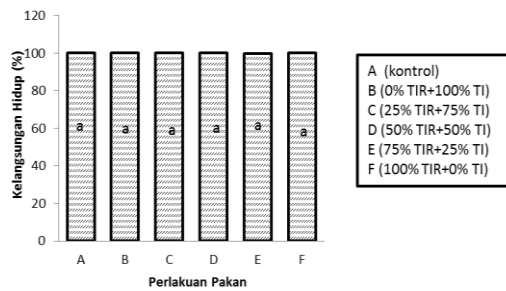 120
100
80
60
40
20
0
Kelangsungan Hidup (%)
a a a a a a
A B C D E F
Perlakuan Pakan
A (kontrol)
B (0% TIR+100% TI)
C (25% TIR+75% TI)
D (50% TIR+50% TI)
E (75% TIR+25% TI)
F (100% TIR+0% TI)